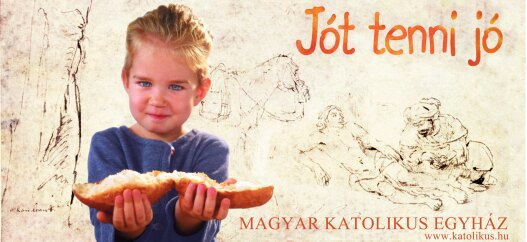 Jót tenni jó
MAGYAR KATOLIKUS EGYHÁZ
www.katolikus.hu